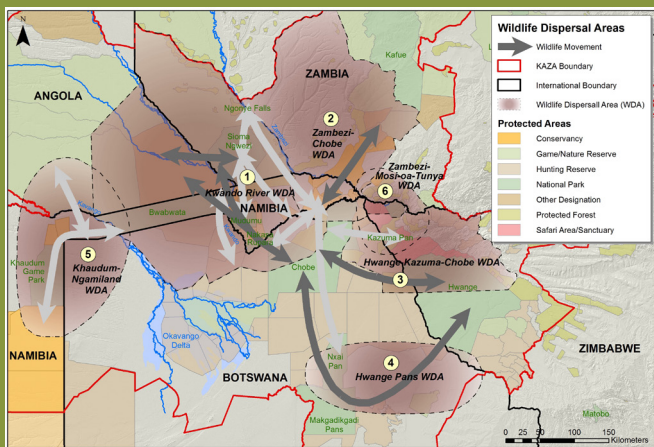 N
ANGOLA
ZAMBIA
NAMIBIA
NAMIBIA
BOTSWANA
ZIMBABWE
Kafue
Ngonye Falls
Sioma
Ngwezi
Bwabwata
Mudumu
Chobe
Kazuma Pan
Hwange
Nxai
Pan
Makgadikgadi
Pans
Matobo
Okavango
Delta
Khaudum
Game
Park
1
Kwando River WDA
2
Zambezi-
Chobe
WDA
3
Hwange-Kazuma-Chobe WDA
4
Hwange Pans WDA
5
Khaudum-
Ngamiland
WDA
6
Zambezi-
Mosi-oa-Tunya
WDA
Wildlife Dispersal Areas
Wildlife Movement
KAZA Boundary
International Boundary
Wildlife Dispersail Area (WDA)
Protected Areas
Conservancy
Game/Nature Reserve
Hunting Reserve
National Park
Other Designation
Protected Forest
Safari Area/Sanctuary
0 25 50 100 150
Kilometers